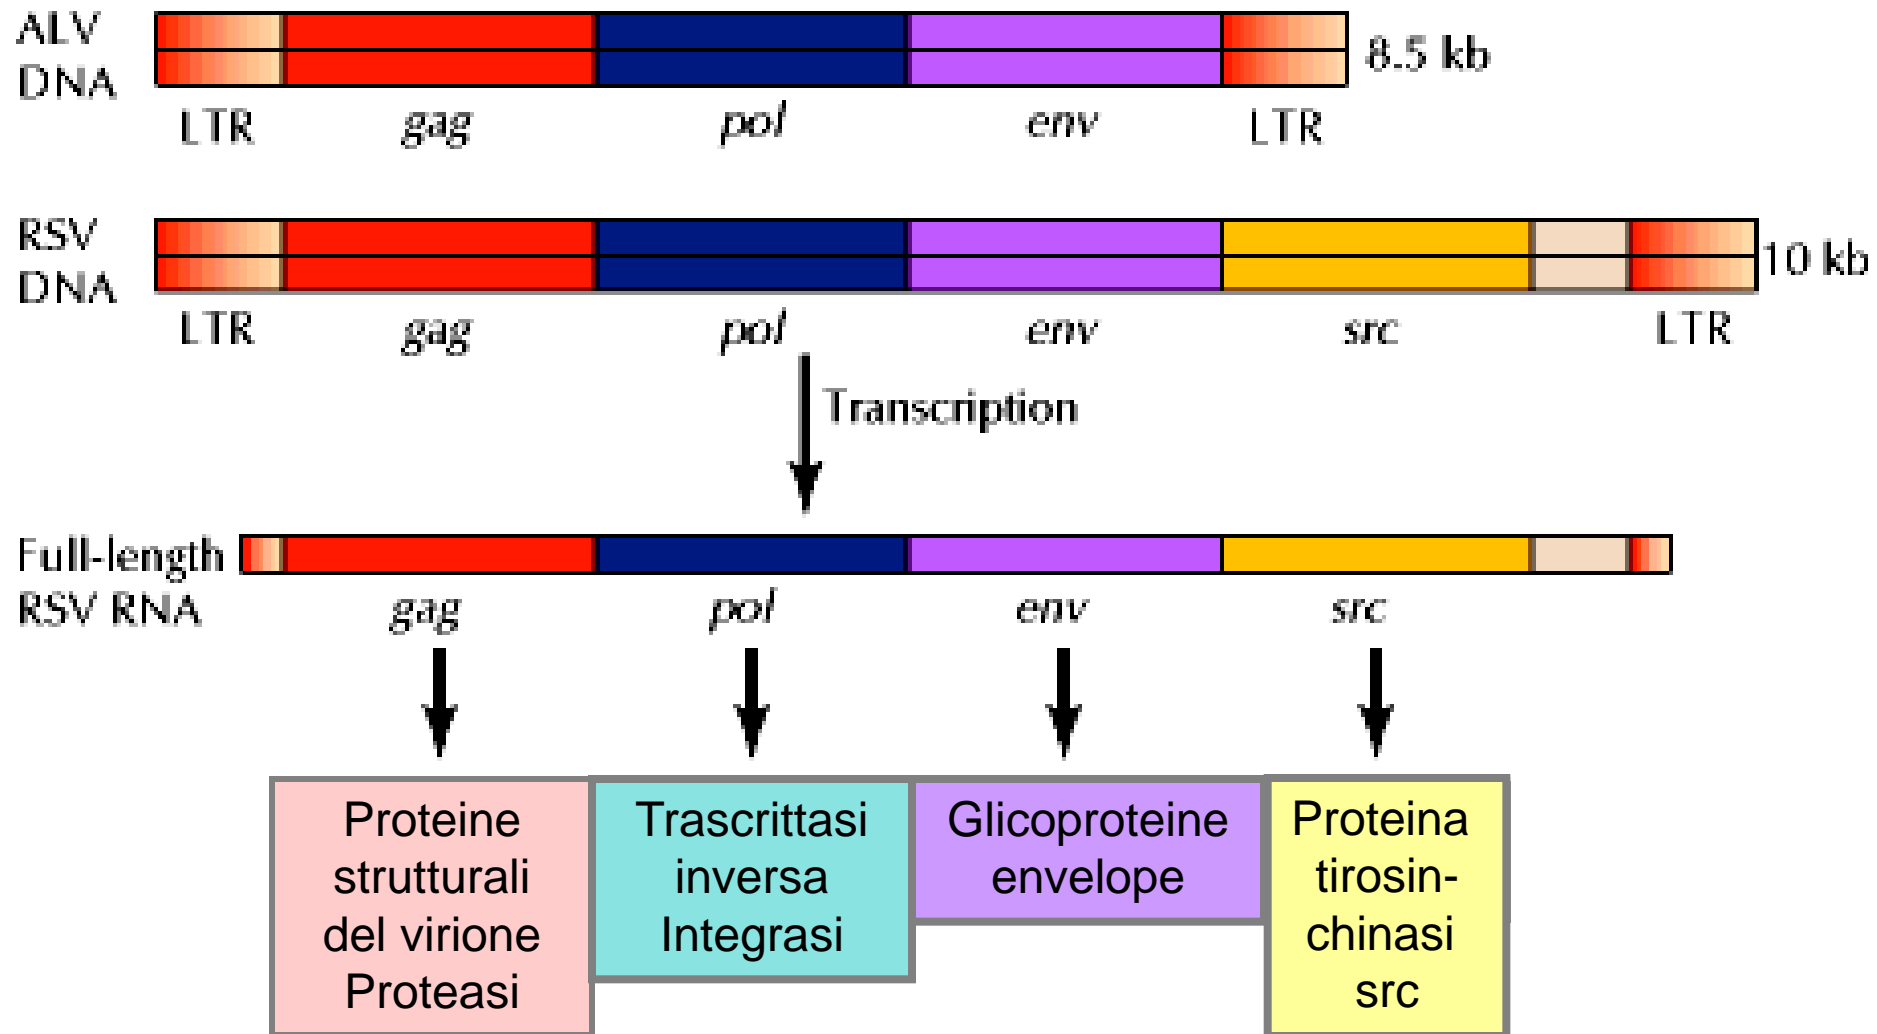 ALV
DNA
8.5 kb
LTR gag pol env LTR
RSV
DNA
10 kb
LTR gag pol env src LTR
Transcription
Full-length
RSV RNA
gag pol env src
Proteine
strutturali
del virione
Proteasi
Trascrittasi
inversa
Integrasi
Glicoproteine
envelope
Proteina
tirosin-
chinasi
src